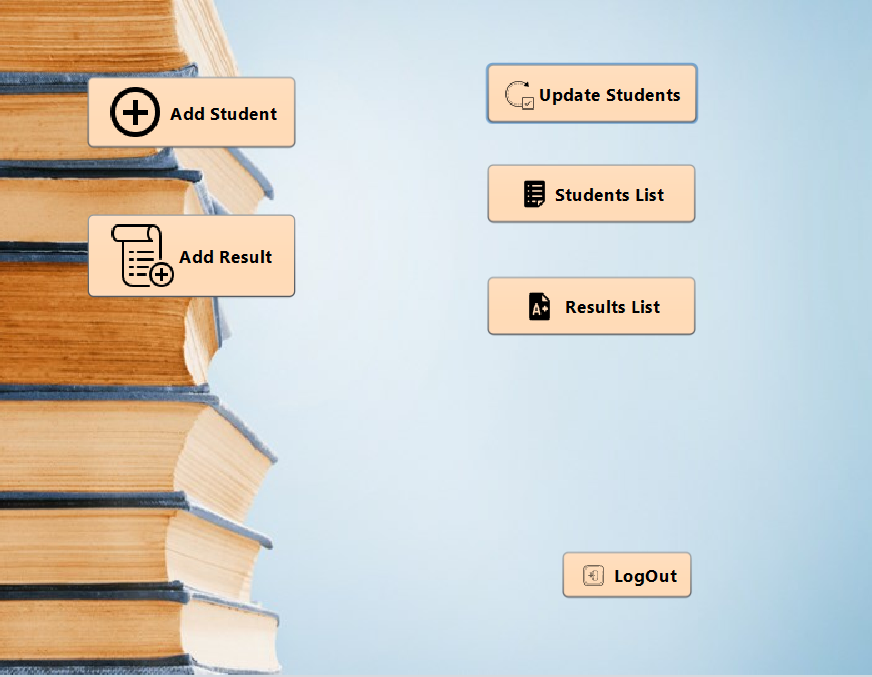 Add Student
Update Students
Students List
Add Result
Results List
A+
LogOut